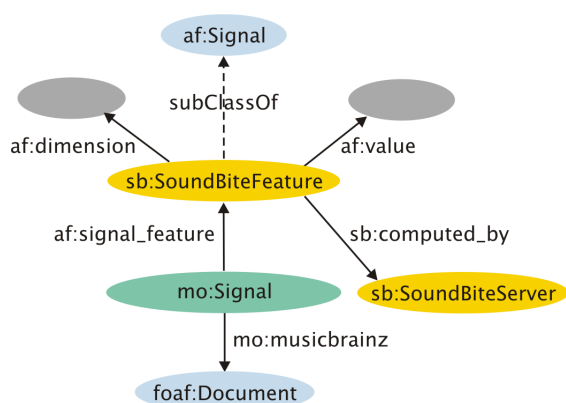 af:Signal
subClassOf
af:dimension
af:value
sb:SoundBiteFeature
af:signal_feature
sb:computed_by
mo:Signal
sb:SoundBiteServer
mo:musicbrainz
foaf:Document